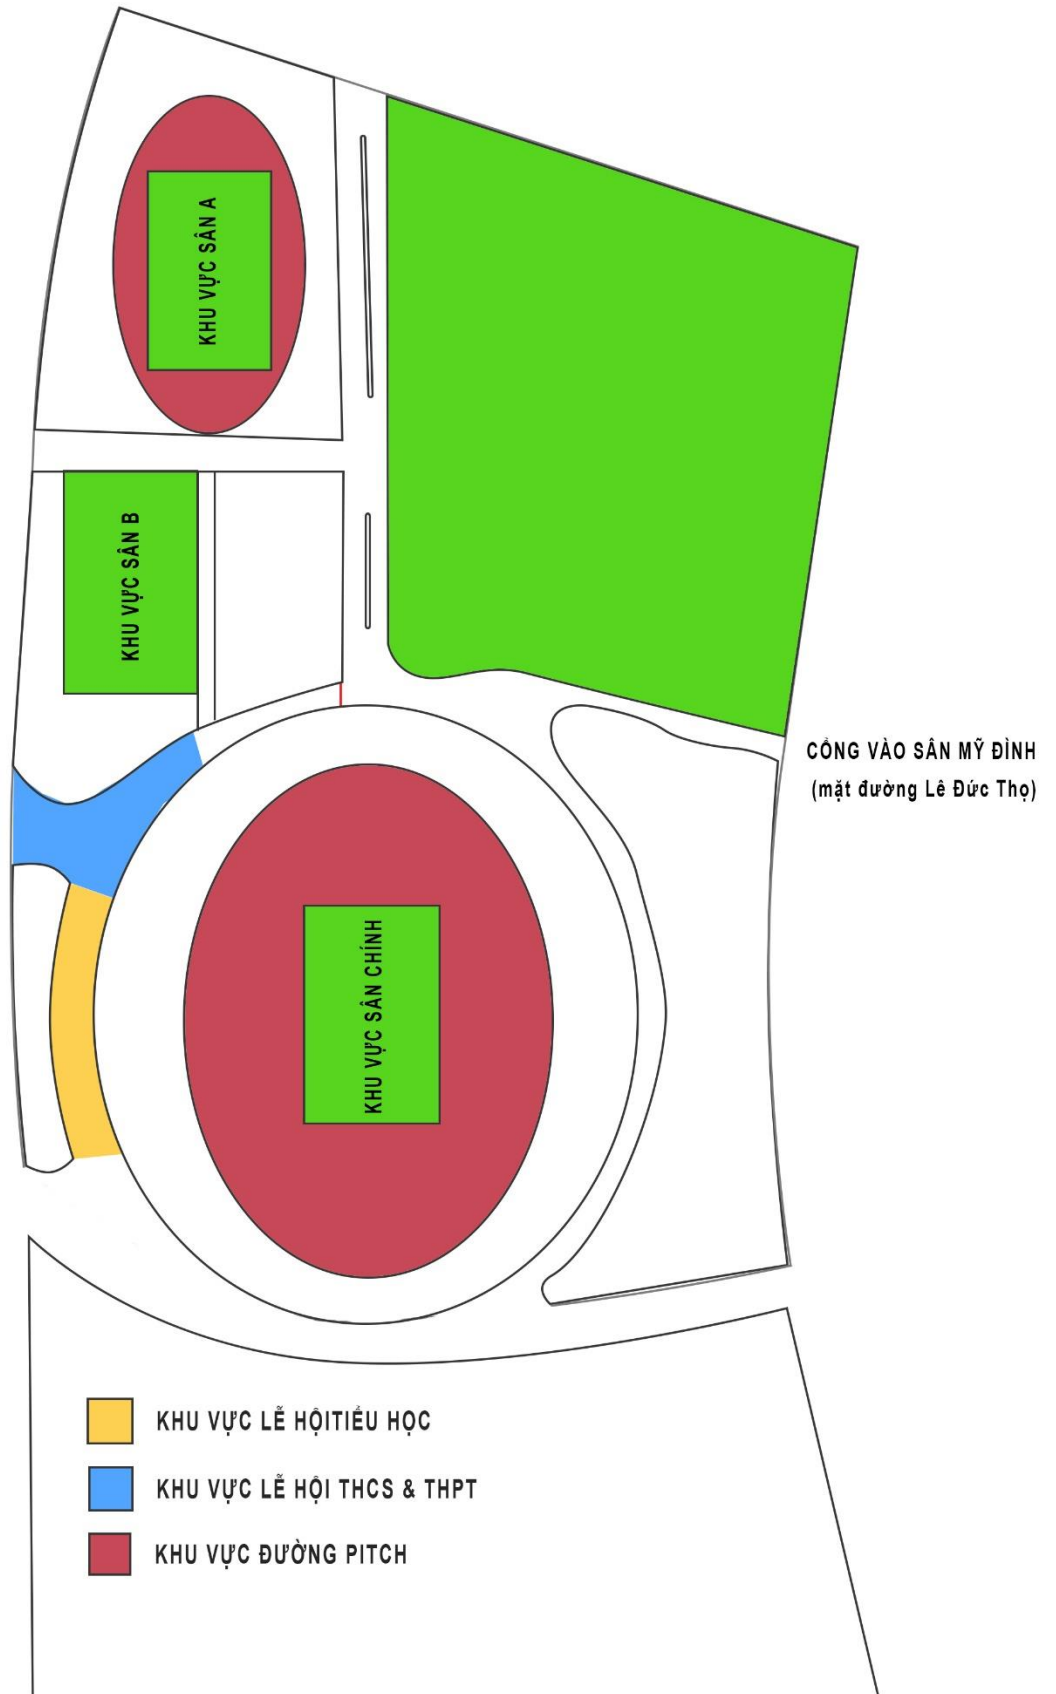 KHU VỰC SÂN A
KHU VỰC SÂN B
CỔNG VÀO SÂN MỸ ĐÌNH
(mặt đường Lê Đức Thọ)
KHU VỰC SÂN CHÍNH
KHU VỰC LỄ HỘITIỂU HỌC
KHU VỰC LỄ HỘI THCS & THPT
KHU VỰC ĐƯỜNG PITCH